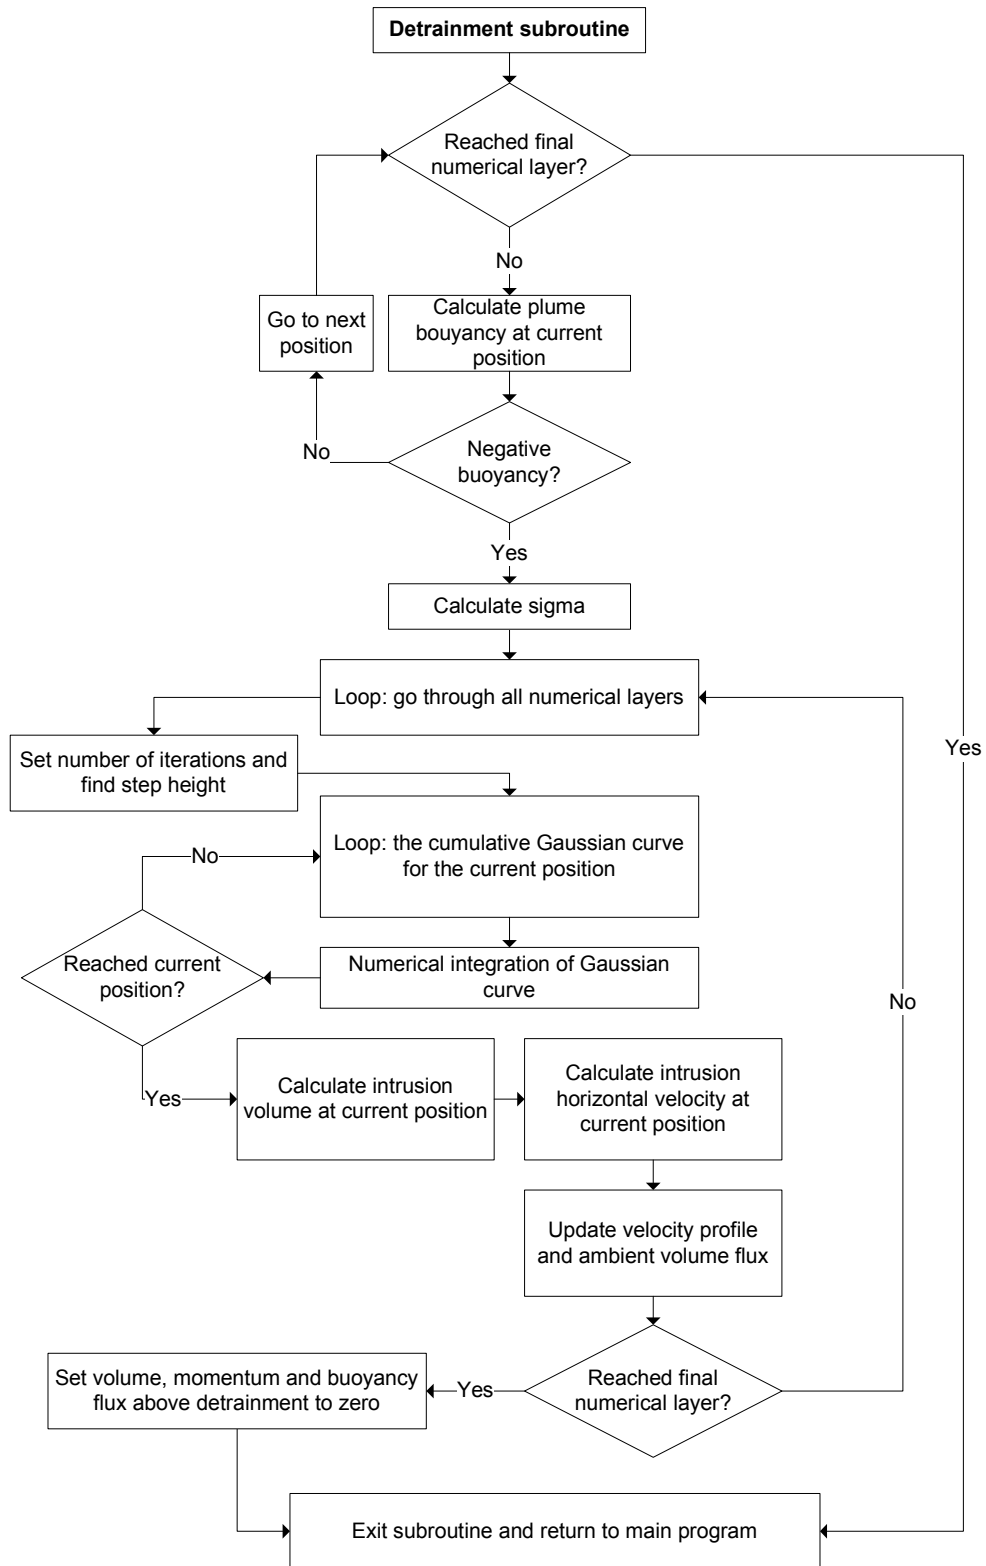 Detrainment subroutine
Reached final
numerical layer?
No
Go to next
position
Calculate plume
bouyancy at current
position
Negative
buoyancy?
No
Yes
Calculate sigma
Loop: go through all numerical layers
Yes
Set number of iterations and
find step height
Loop: the cumulative Gaussian curve
for the current position
No
Numerical integration of Gaussian
curve
Reached current
position?
No
Yes
Calculate intrusion
volume at current position
Calculate intrusion
horizontal velocity at
current position
Update velocity profile
and ambient volume flux
Reached final
numerical layer?
Yes
Set volume, momentum and buoyancy
flux above detrainment to zero
Exit subroutine and return to main program